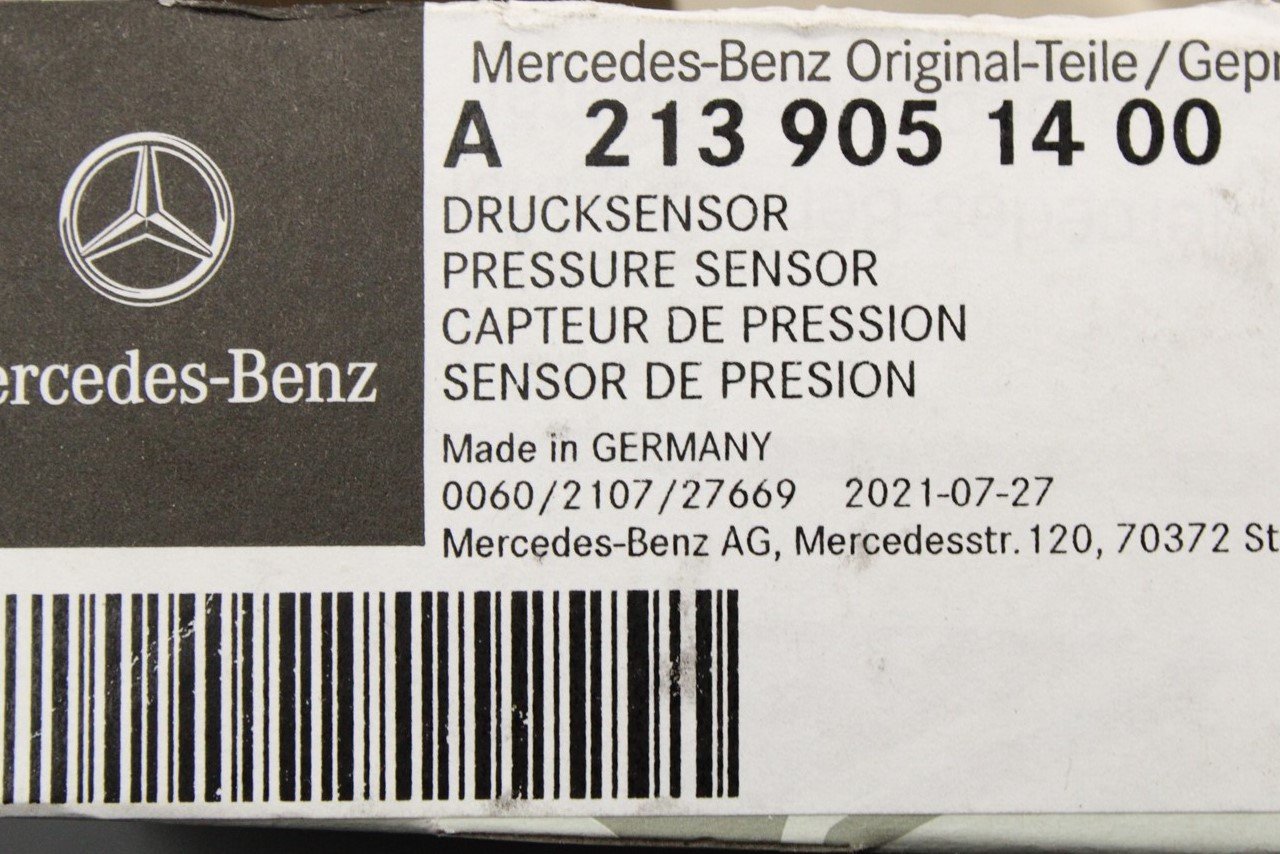 Mercedes-Benz Original-Teile/Gepr
A 213 905 14 00
DRUCKSENSOR
PRESSURE SENSOR
CAPTEUR DE PRESSION
SENSOR DE PRESION
ercedes-Benz
Made in GERMANY
0060/2107/27669 2021-07-27
Mercedes-Benz AG, Mercedesstr. 120, 70372 St